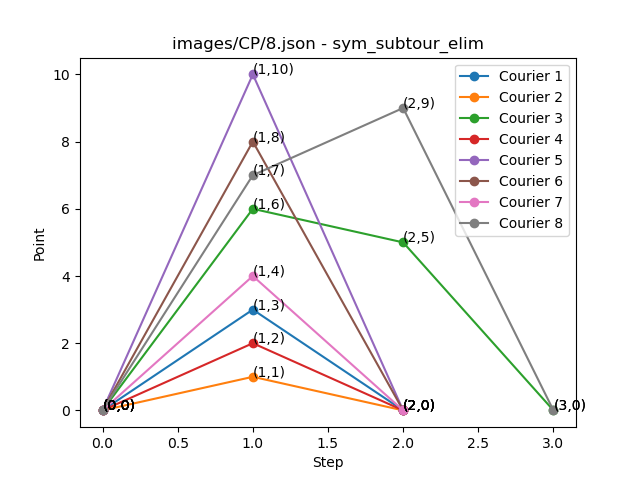 images/CP/8.json - sym_subtour_elim
Point
10
8
6
4
2
0
(1,10)
(1,8)
(1,7)
(1,6)
(1,4)
(1,3)
(1,2)
(1,1)
(2,9)
(2,5)
(0,0)
(2,0)
(3,0)
Courier 1
Courier 2
Courier 3
Courier 4
Courier 5
Courier 6
Courier 7
Courier 8
0.0 0.5 1.0 1.5 2.0 2.5 3.0
Step